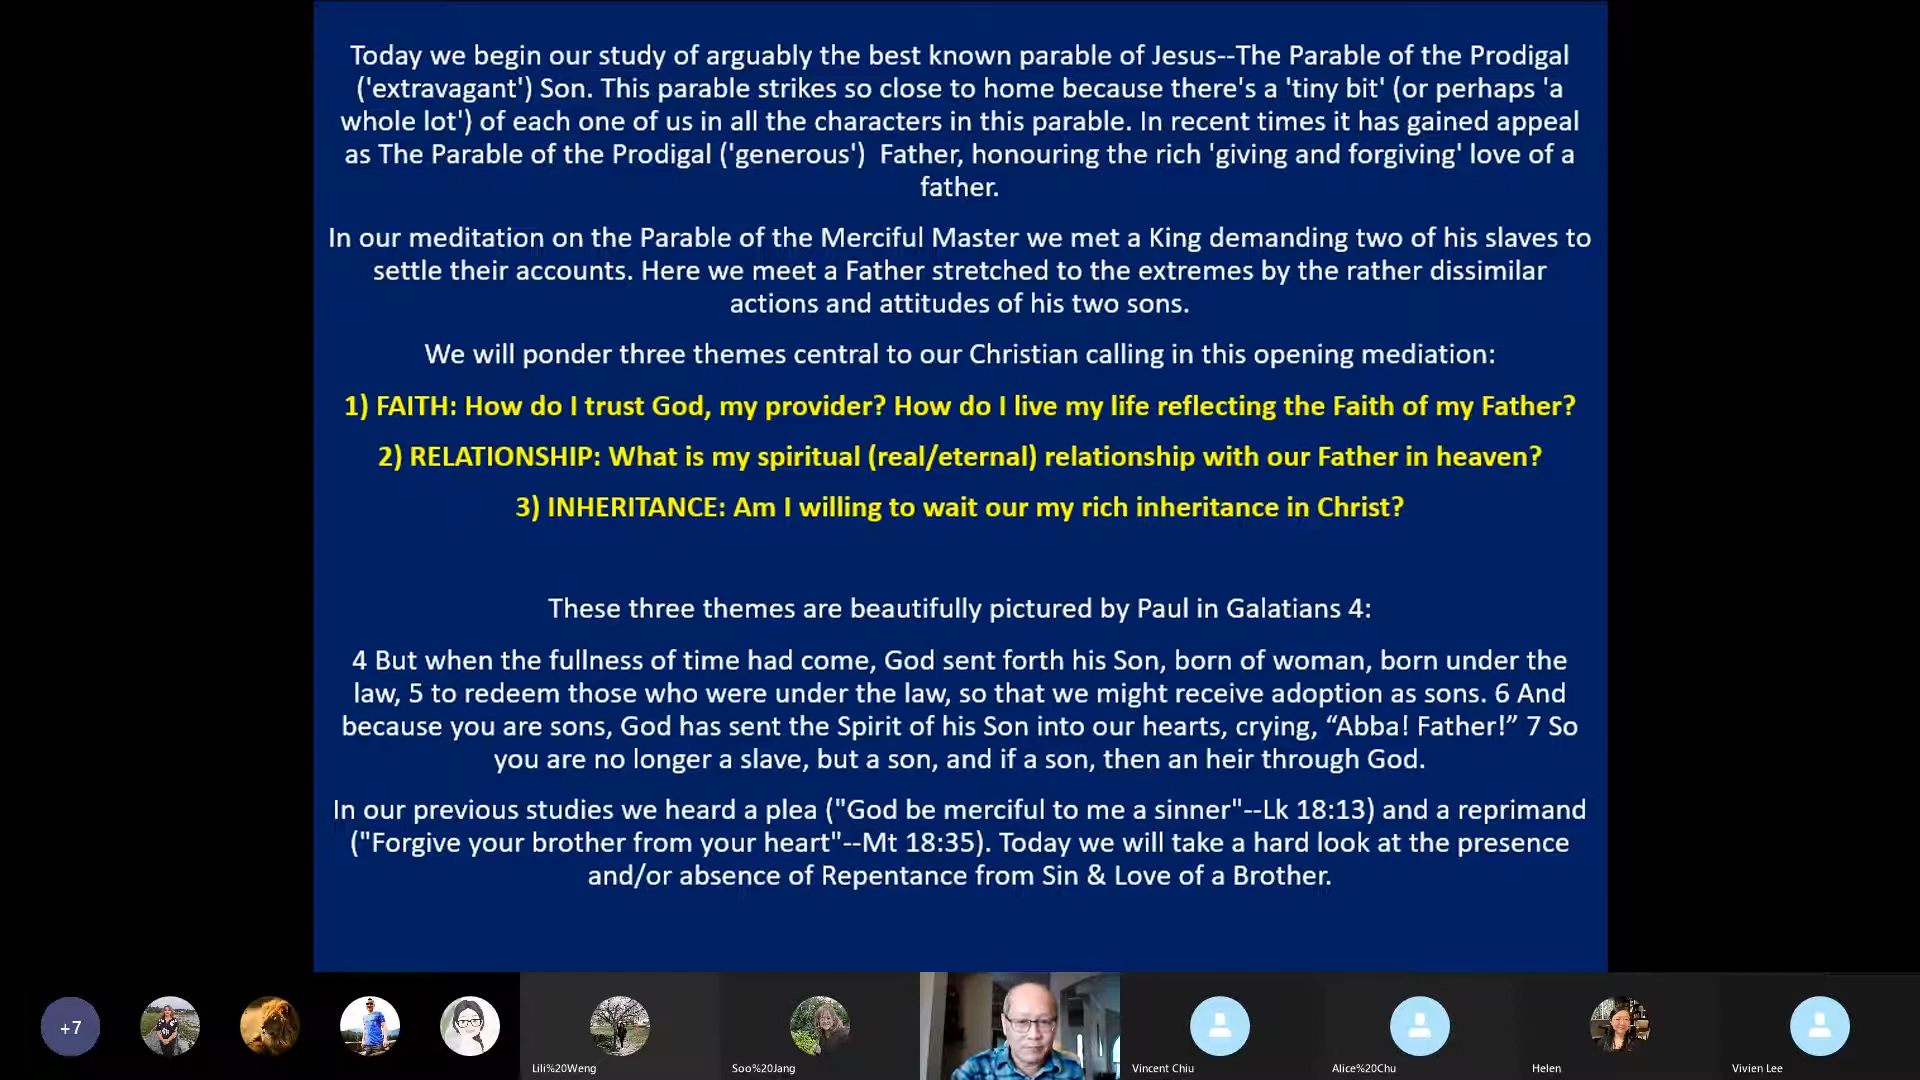 Today we begin our study of arguably the best known parable of Jesus--The Parable of the Prodigal
('extravagant') Son. This parable strikes so close to home because there's a 'tiny bit' (or perhaps 'a
whole lot') of each one of us in all the characters in this parable. In recent times it has gained appeal
as The Parable of the Prodigal ('generous')  Father, honouring the rich 'giving and forgiving' love of a
father.
In our meditation on the Parable of the Merciful Master we met a King demanding two of his slaves to
settle their accounts. Here we meet a Father stretched to the extremes by the rather dissimilar
actions and attitudes of his two sons.
We will ponder three themes central to our Christian calling in this opening mediation:
1) FAITH: How do I trust God, my provider? How do I live my life reflecting the Faith of my Father?
2) RELATIONSHIP: What is my spiritual (real/eternal) relationship with our Father in heaven?
3) INHERITANCE: Am I willing to wait our my rich inheritance in Christ?
These three themes are beautifully pictured by Paul in Galatians 4:
4 But when the fullness of time had come, God sent forth his Son, born of woman, born under the
law, 5 to redeem those who were under the law, so that we might receive adoption as sons. 6 And
because you are sons, God has sent the Spirit of his Son into our hearts, crying, “Abba! Father!” 7 So
you are no longer a slave, but a son, and if a son, then an heir through God.
In our previous studies we heard a plea ("God be merciful to me a sinner"--Lk 18:13) and a reprimand
("Forgive your brother from your heart"--Mt 18:35). Today we will take a hard look at the presence
and/or absence of Repentance from Sin & Love of a Brother.
+7
Lili%20Weng
Soo%20Jang
Vincent Chiu
Alice%20Chu
Helen
Vivien Lee